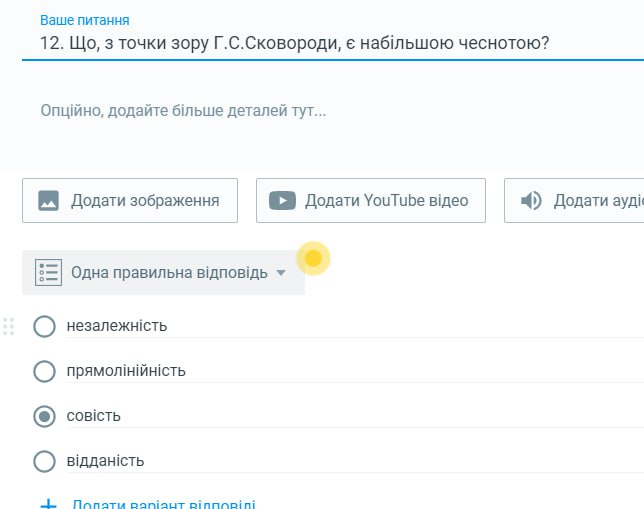 Ваше питання
12. Що, з точки зору Г.С.Сковороди, є набільшою чеснотою?
Опційно, додайте більше деталей тут...
Додати зображення
Додати YouTube відео
Додати ауді
Одна правильна відповідь
незалежність
прямолінійність
совість
відданість
Додати варіант відповіді